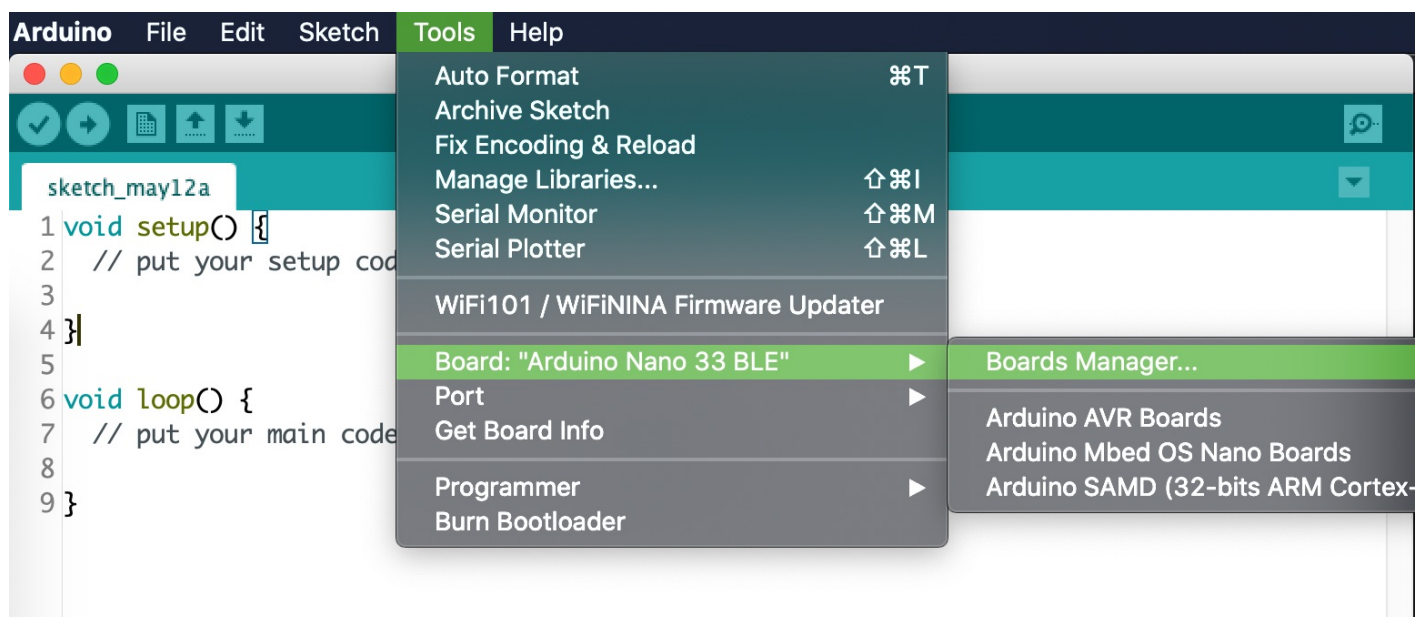 Arduino File Edit Sketch Tools Help
sketch_may12a
1 void setup() {
2 // put your setup cod
3
4 }
5
6 void loop() {
7 // put your main code
8
9 }
Auto Format ⌘T
Archive Sketch
Fix Encoding & Reload
Manage Libraries... ⇧⌘I
Serial Monitor ⇧⌘M
Serial Plotter ⇧⌘L
WiFi101 / WiFiNINA Firmware Updater
Board: "Arduino Nano 33 BLE" ▶
Port ▶
Get Board Info
Programmer ▶
Burn Bootloader
Boards Manager...
Arduino AVR Boards
Arduino Mbed OS Nano Boards
Arduino SAMD (32-bits ARM Cortex-